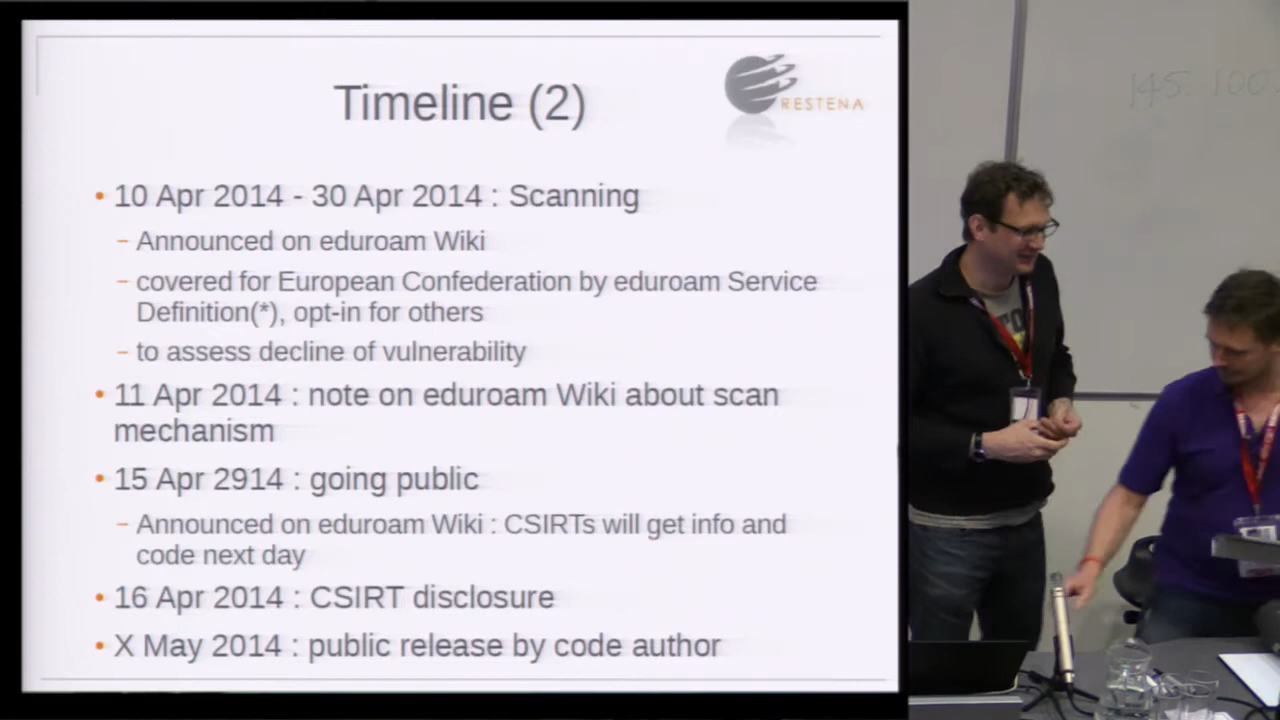 Timeline (2)
RESTENA
• 10 Apr 2014 - 30 Apr 2014 : Scanning
– Announced on eduroam Wiki
– covered for European Confederation by eduroam Service
Definition(*), opt-in for others
– to assess decline of vulnerability
• 11 Apr 2014 : note on eduroam Wiki about scan
mechanism
• 15 Apr 2914 : going public
– Announced on eduroam Wiki : CSIRTs will get info and
code next day
• 16 Apr 2014 : CSIRT disclosure
• X May 2014 : public release by code author
145. 100